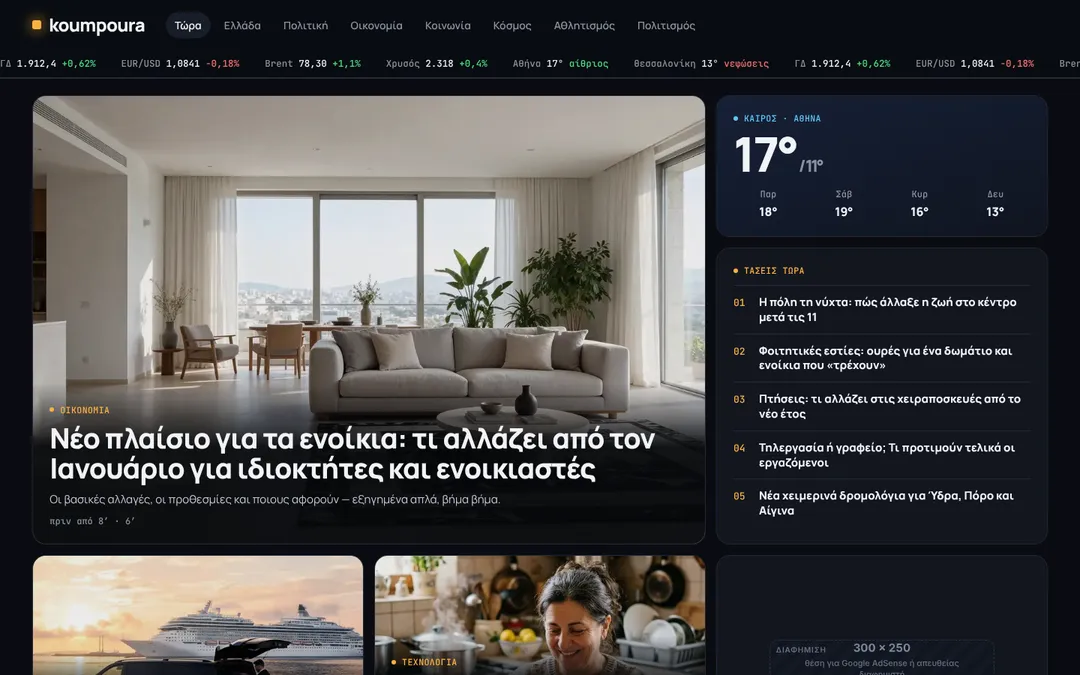 koumpoura
Τώρα Ελλάδα Πολιτική Οικονομία Κοινωνία Κόσμος Αθλητισμός Πολιτισμός
ΓΔ 1.912,4 +0,62% EUR/USD 1,0841 -0,18% Brent 78,30 +1,1% Χρυσός 2.318 +0,4% Αθήνα 17° αίθριος Θεσσαλονίκη 13° νεφώσεις ΓΔ 1.912,4 +0,62% EUR/USD 1,0841 -0,18%
ΟΙΚΟΝΟΜΙΑ
Νέο πλαίσιο για τα ενοίκια: τι αλλάζει από τον
Ιανουάριο για ιδιοκτήτες και ενοικιαστές
Οι βασικές αλλαγές, οι προθεσμίες και ποιους αφορούν — εξηγημένα απλά, βήμα βήμα.
πριν από 8′ · 6′
ΚΑΙΡΟΣ · ΑΘΗΝΑ
17° /11°
Παρ Σάβ Κυρ Δευ
18° 19° 16° 13°
ΤΑΣΕΙΣ ΤΩΡΑ
01 Η πόλη τη νύχτα: πώς άλλαξε η ζωή στο κέντρο
μετά τις 11
02 Φοιτητικές εστίες: ουρές για ένα δωμάτιο και
ενοίκια που «τρέχουν»
03 Πτήσεις: τι αλλάζει στις χειραποσκευές από το
νέο έτος
04 Τηλεργασία ή γραφείο; Τι προτιμούν τελικά οι
εργαζόμενοι
05 Νέα χειμερινά δρομολόγια για Ύδρα, Πόρο και
Αίγινα
ΤΕΧΝΟΛΟΓΙΑ
ΔΙΑΦΗΜΙΣΗ 300 × 250
θέση για Google AdSense ή απευθείας